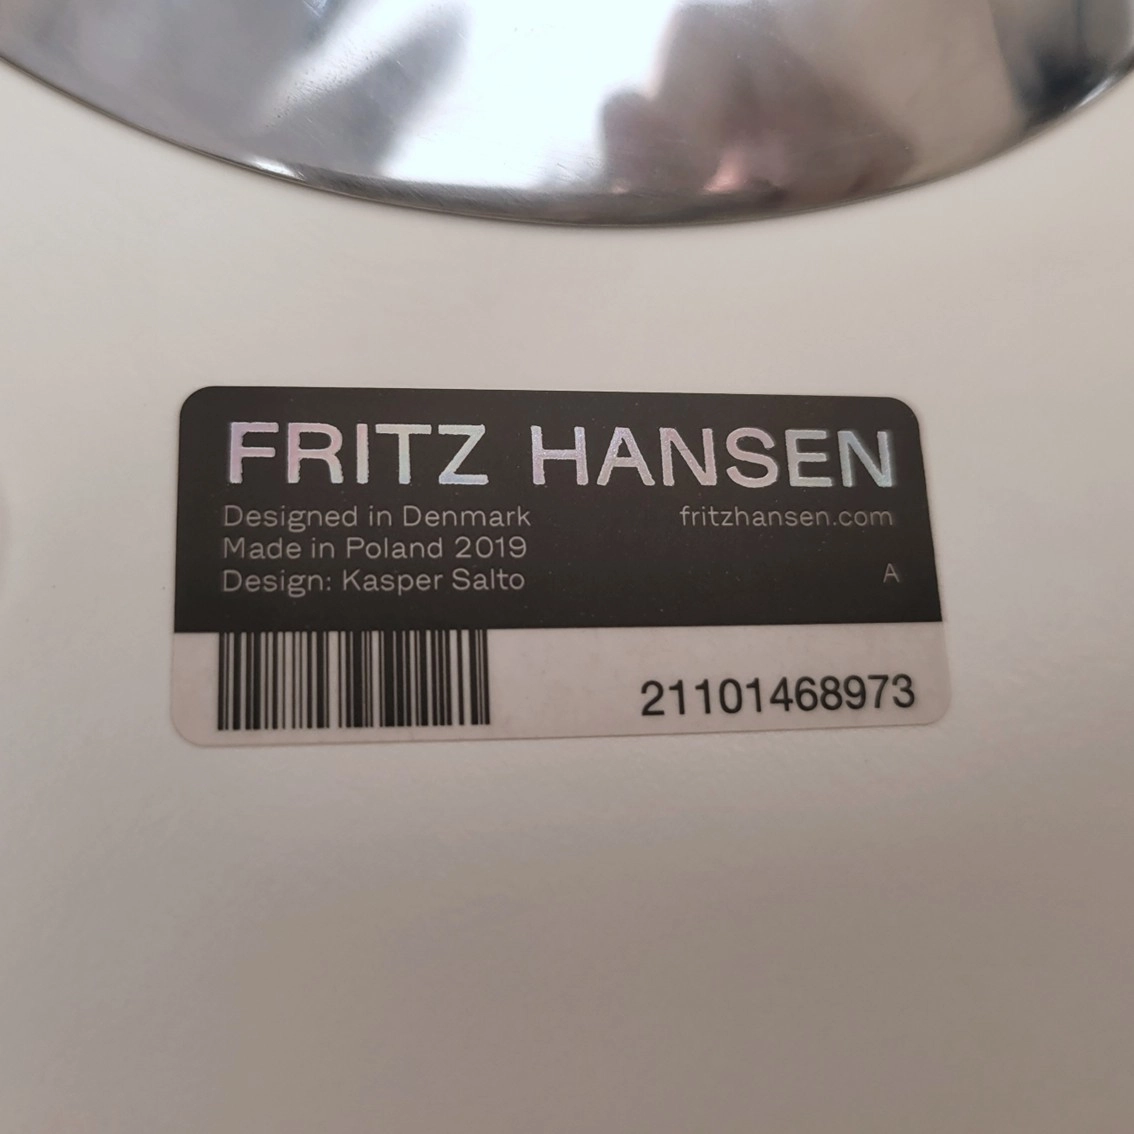 FRITZ HANSEN
Designed in Denmark
Made in Poland 2019
Design: Kasper Salto
fritzhansen.com
A
21101468973